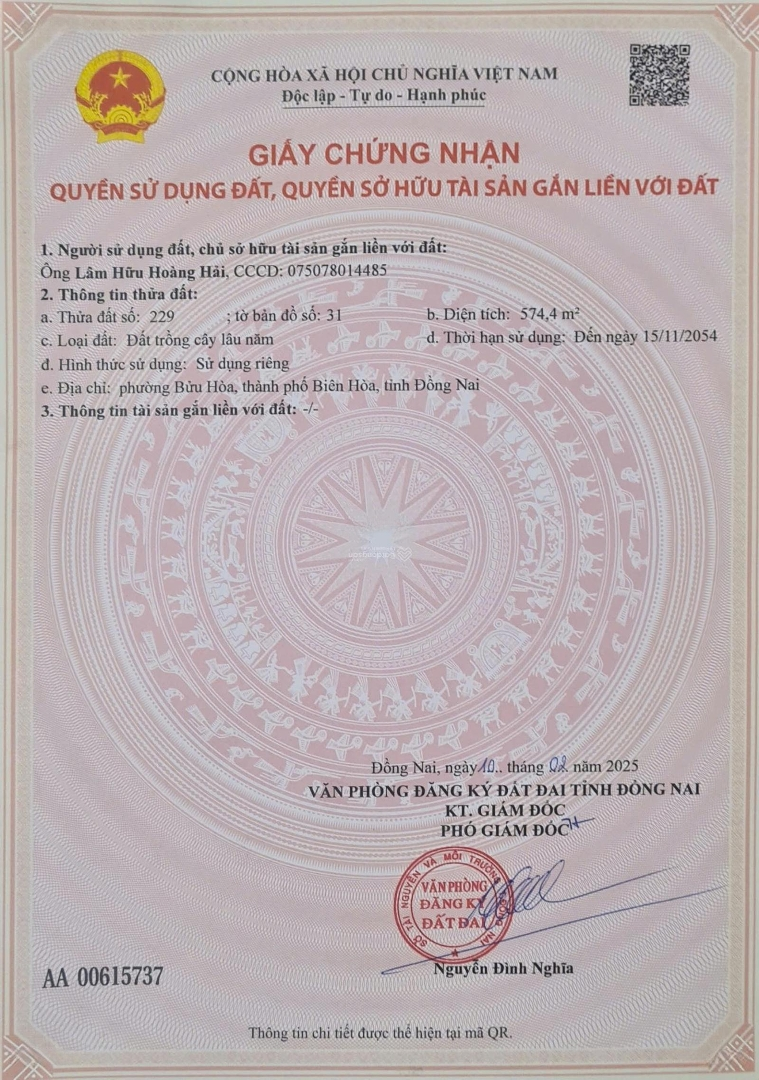 CỘNG HÒA XÃ HỘI CHỦ NGHĨA VIỆT NAM
Độc lập - Tự do - Hạnh phúc
GIẤY CHỨNG NHẬN
QUYỀN SỬ DỤNG ĐẤT, QUYỀN SỞ HỮU TÀI SẢN GẮN LIỀN VỚI ĐẤT
1. Người sử dụng đất, chủ sở hữu tài sản gắn liền với đất:
Ông Lâm Hữu Hoàng Hải, CCCD: 075078014485
2. Thông tin thửa đất:
a. Thửa đất số: 229 ; tờ bản đồ số: 31 b. Diện tích: 574,4 m²
c. Loại đất: Đất trồng cây lâu năm d. Thời hạn sử dụng: Đến ngày 15/11/2054
đ. Hình thức sử dụng: Sử dụng riêng
e. Địa chỉ: phường Bửu Hòa, thành phố Biên Hòa, tỉnh Đồng Nai
3. Thông tin tài sản gắn liền với đất: -/-
Đồng Nai, ngày 10.. tháng 02 năm 2025
VĂN PHÒNG ĐĂNG KÝ ĐẤT ĐAI TỈNH ĐỒNG NAI
KT. GIÁM ĐỐC
PHÓ GIÁM ĐỐC
SỞ TÀI NGUYÊN VÀ MÔI TRƯỜNG ĐỒNG NAI
VĂN PHÒNG
ĐĂNG KÝ
ĐẤT ĐAI
Nguyễn Đình Nghĩa
AA 00615737
Thông tin chi tiết được thể hiện tại mã QR.